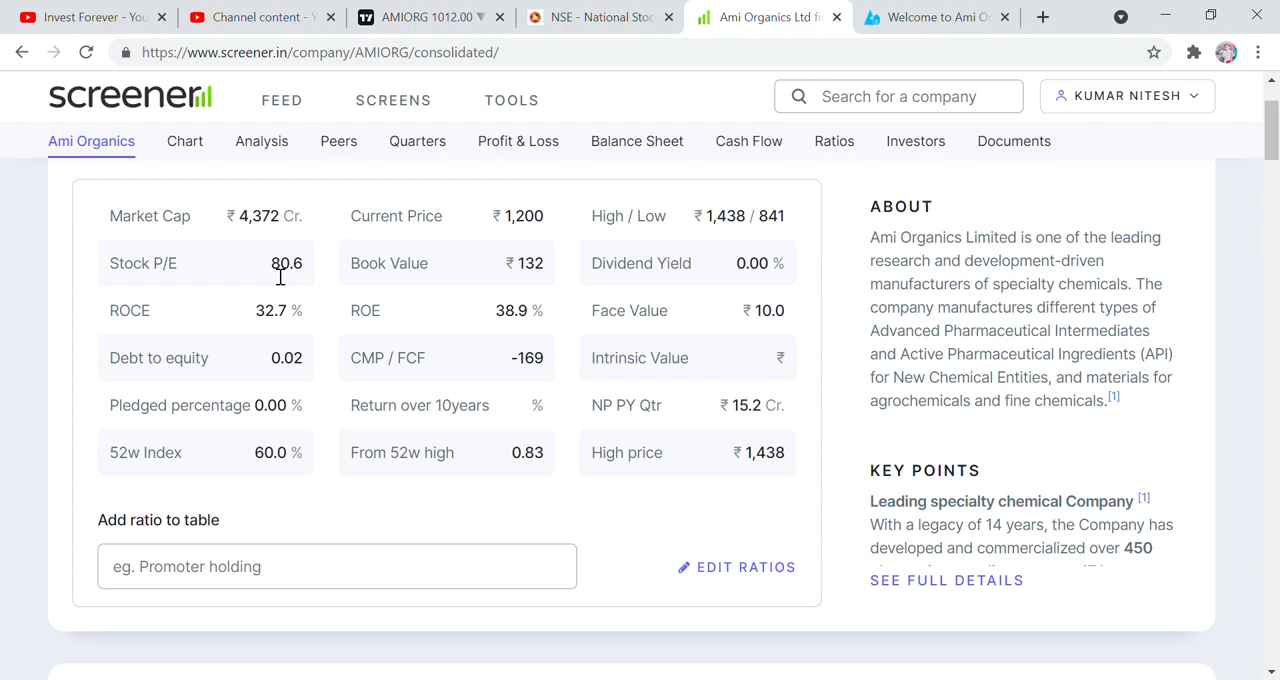 Invest Forever - You
Channel content - Y
AMIORG 1012.00 ▼
NSE - National Stoc
Ami Organics Ltd fi
Welcome to Ami O
https://www.screener.in/company/AMIORG/consolidated/
screener
FEED
SCREENS
TOOLS
Search for a company
KUMAR NITESH
Ami Organics
Chart
Analysis
Peers
Quarters
Profit & Loss
Balance Sheet
Cash Flow
Ratios
Investors
Documents
Market Cap ₹ 4,372 Cr.
Current Price ₹ 1,200
High / Low ₹ 1,438 / 841
Stock P/E 80.6
Book Value ₹ 132
Dividend Yield 0.00 %
ROCE 32.7 %
ROE 38.9 %
Face Value ₹ 10.0
Debt to equity 0.02
CMP / FCF -169
Intrinsic Value ₹
Pledged percentage 0.00 %
Return over 10years %
NP PY Qtr ₹ 15.2 Cr.
52w Index 60.0 %
From 52w high 0.83
High price ₹ 1,438
Add ratio to table
eg. Promoter holding
EDIT RATIOS
ABOUT
Ami Organics Limited is one of the leading
research and development-driven
manufacturers of specialty chemicals. The
company manufactures different types of
Advanced Pharmaceutical Intermediates
and Active Pharmaceutical Ingredients (API)
for New Chemical Entities, and materials for
agrochemicals and fine chemicals.[1]
KEY POINTS
Leading specialty chemical Company [1]
With a legacy of 14 years, the Company has
developed and commercialized over 450
SEE FULL DETAILS